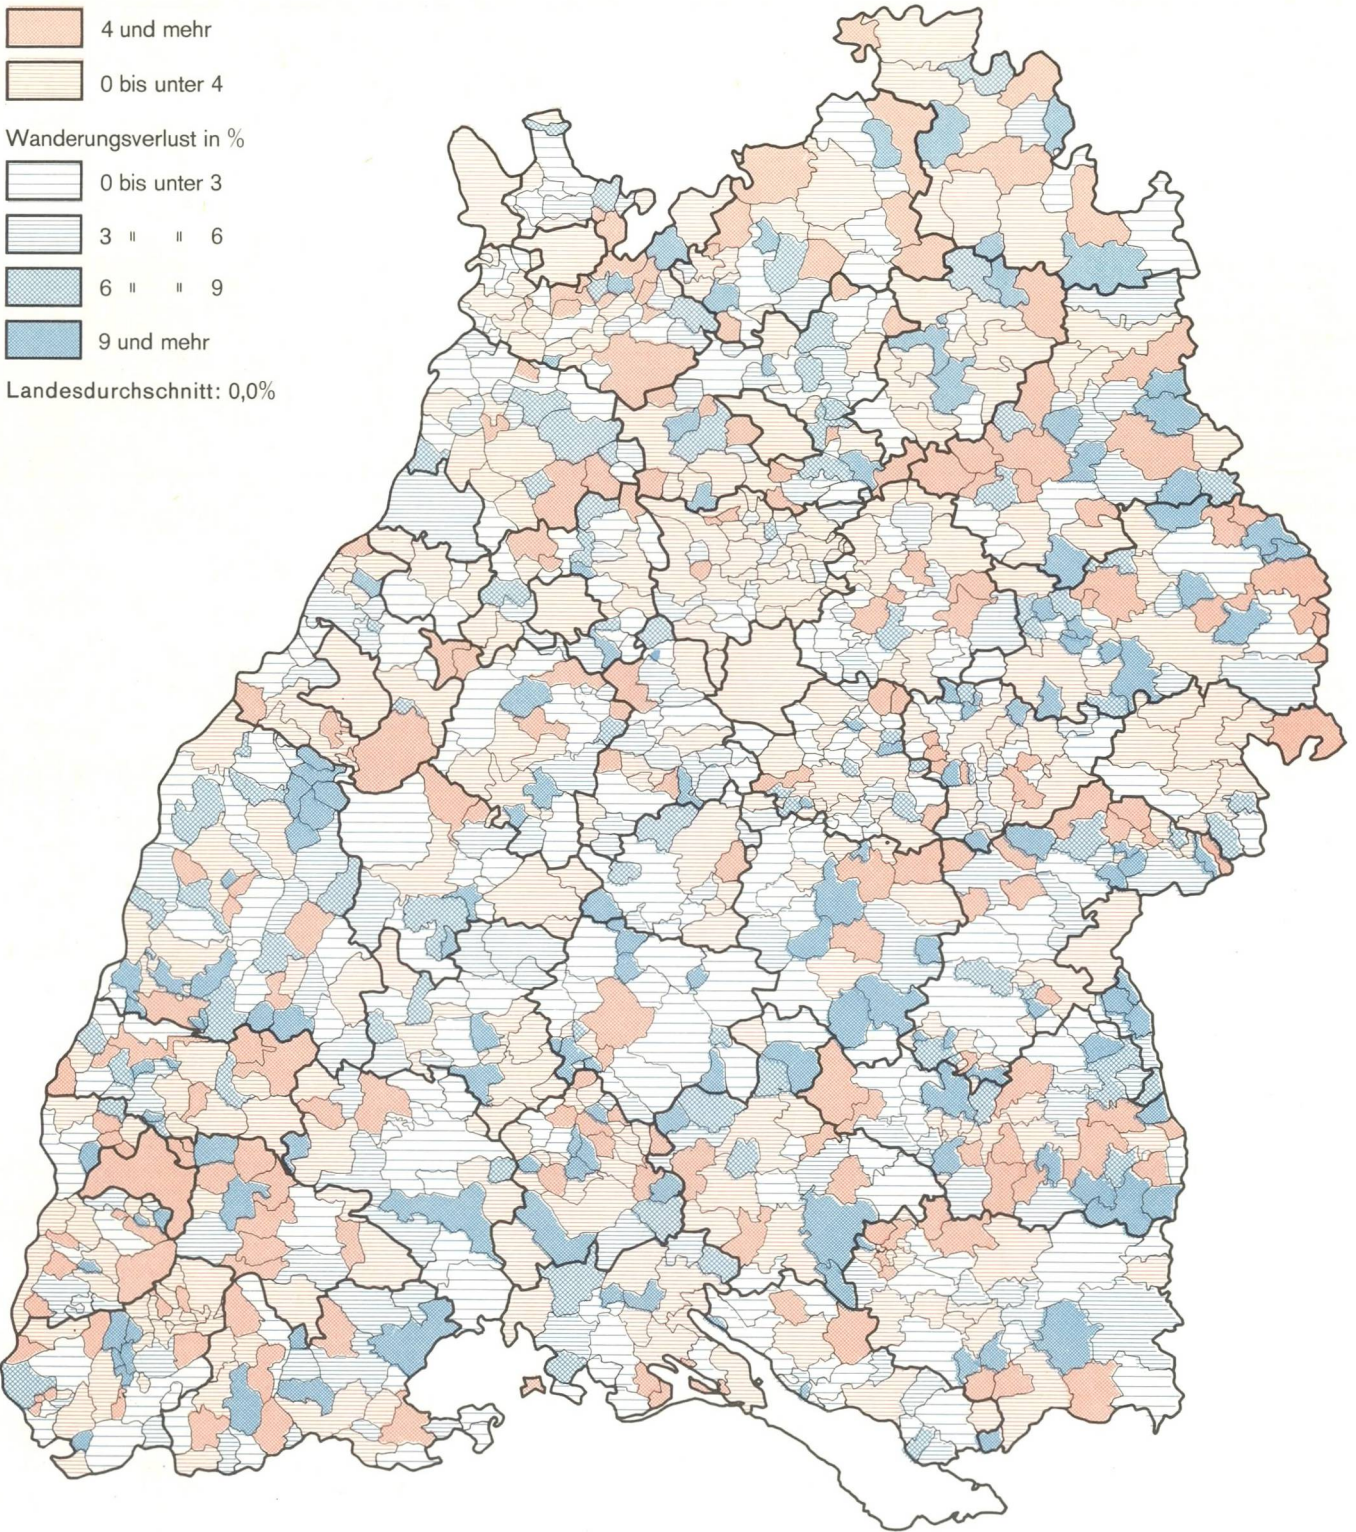 4 und mehr
0 bis unter 4
Wanderungsverlust in %
0 bis unter 3
3 " " 6
6 " " 9
9 und mehr
Landesdurchschnitt: 0,0%